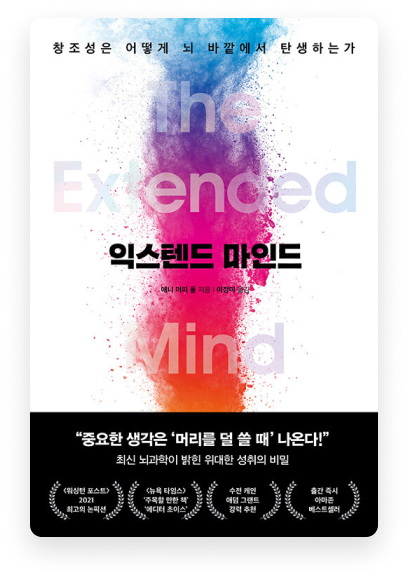 창조성은 어떻게 뇌 바깥에서 탄생하는가
The
Extended
익스텐드 마인드
애니 머피 폴 지음 | 이정미 옮김
Mind
“중요한 생각은 ‘머리를 덜 쓸 때’ 나온다!”
최신 뇌과학이 밝힌 위대한 성취의 비밀
〈워싱턴 포스트〉
2021
최고의 논픽션
〈뉴욕 타임스〉
‘주목할 만한 책’
‘에디터 초이스’
수전 케인
애덤 그랜트
강력 추천
출간 즉시
아마존
베스트셀러